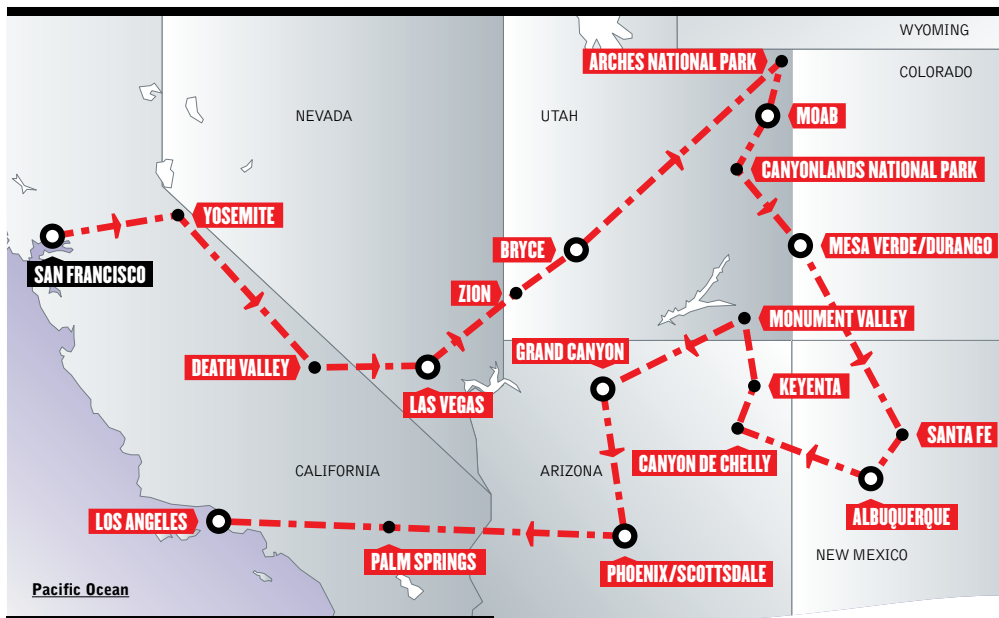 WYOMING
ARCHES NATIONAL PARK
COLORADO
NEVADA
UTAH
MOAB
CANYONLANDS NATIONAL PARK
YOSEMITE
BRYCE
MESA VERDE/DURANGO
SAN FRANCISCO
ZION
MONUMENT VALLEY
GRAND CANYON
DEATH VALLEY
KEYENTA
LAS VEGAS
SANTA FE
CALIFORNIA
ARIZONA
CANYON DE CHELLY
LOS ANGELES
ALBUQUERQUE
PALM SPRINGS
NEW MEXICO
PHOENIX/SCOTTSDALE
Pacific Ocean